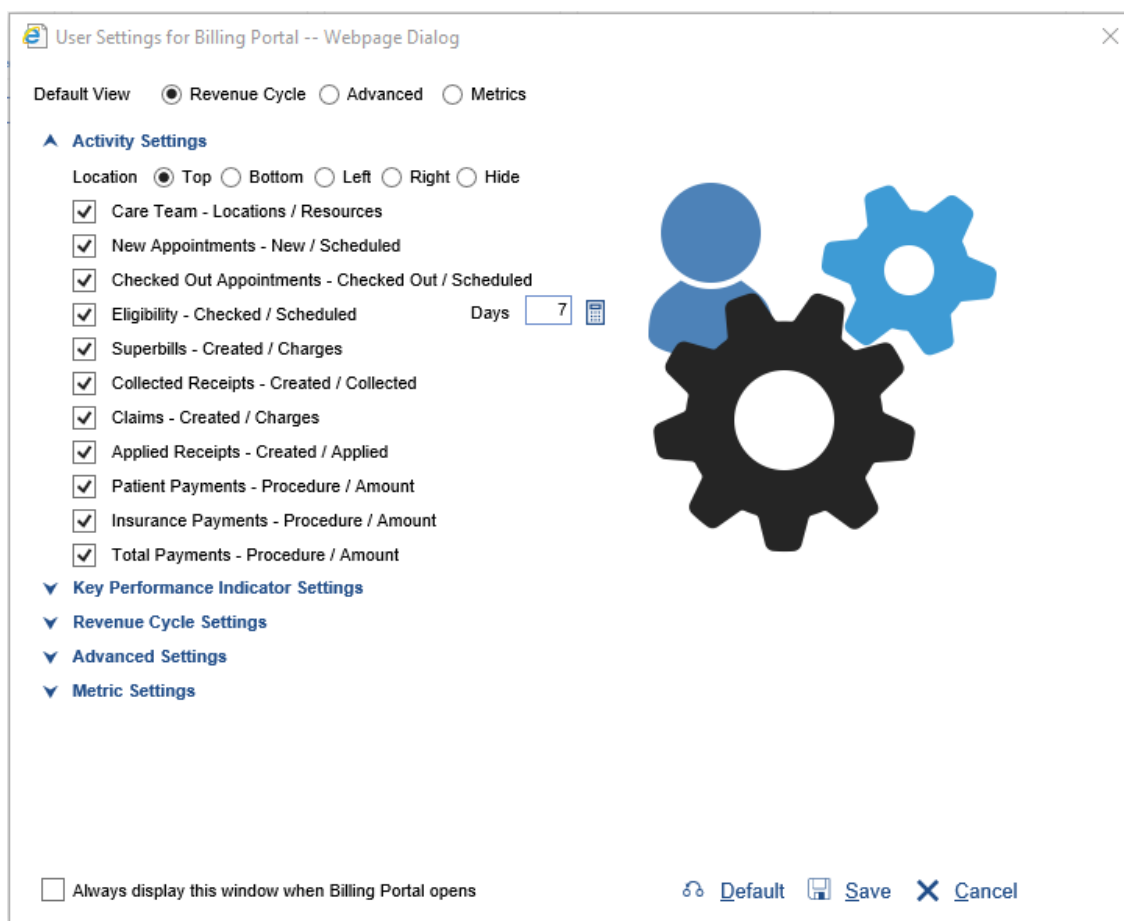 User Settings for Billing Portal -- Webpage Dialog
Default View Revenue Cycle Advanced Metrics
Activity Settings
Location Top Bottom Left Right Hide
Care Team - Locations / Resources
New Appointments - New / Scheduled
Checked Out Appointments - Checked Out / Scheduled
Eligibility - Checked / Scheduled Days 7
Superbills - Created / Charges
Collected Receipts - Created / Collected
Claims - Created / Charges
Applied Receipts - Created / Applied
Patient Payments - Procedure / Amount
Insurance Payments - Procedure / Amount
Total Payments - Procedure / Amount
Key Performance Indicator Settings
Revenue Cycle Settings
Advanced Settings
Metric Settings
Always display this window when Billing Portal opens Default Save Cancel